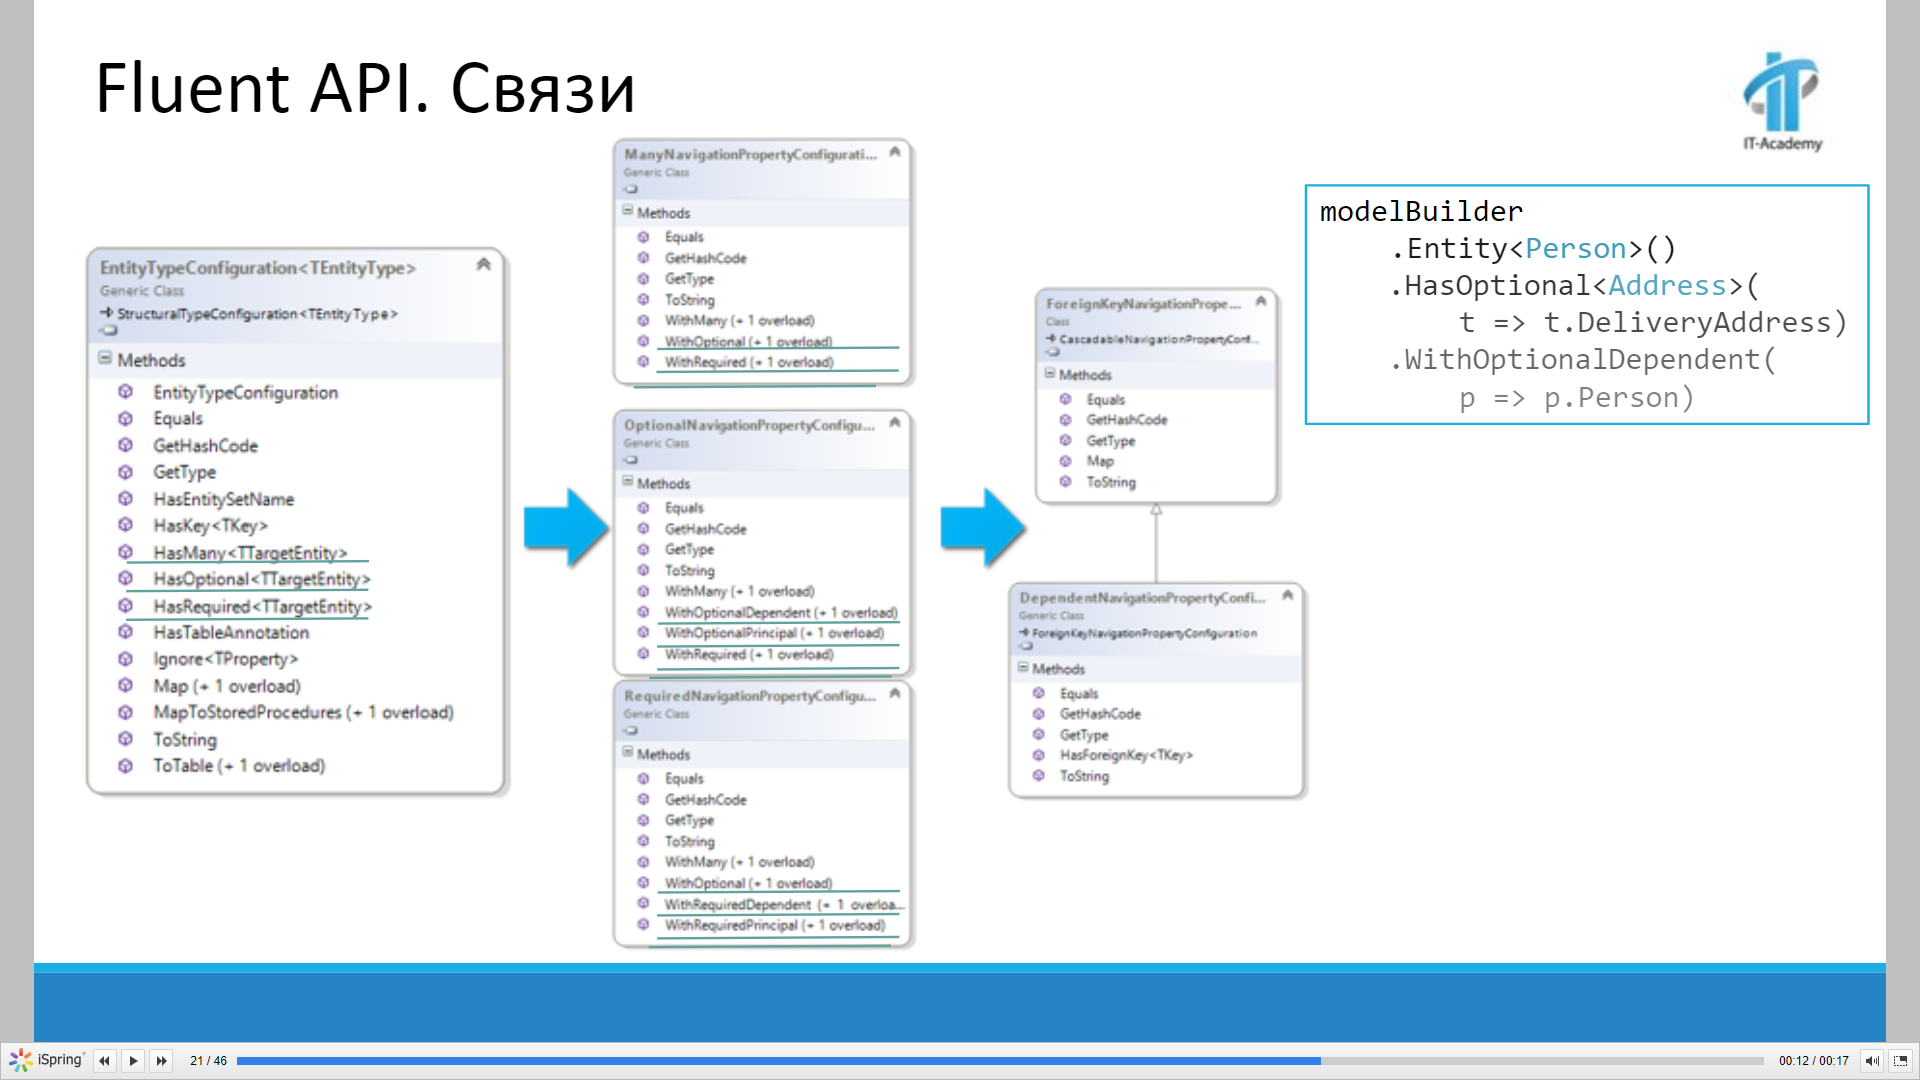 Fluent API. Связи
IT-Academy
EntityTypeConfiguration<TEntityType>
Generic Class
StructuralTypeConfiguration<TEntityType>
Methods
EntityTypeConfiguration
Equals
GetHashCode
GetType
HasEntitySetName
HasKey<TKey>
HasMany<TTargetEntity>
HasOptional<TTargetEntity>
HasRequired<TTargetEntity>
HasTableAnnotation
Ignore<TProperty>
Map (+ 1 overload)
MapToStoredProcedures (+ 1 overload)
ToString
ToTable (+ 1 overload)
ManyNavigationPropertyConfigurati...
Generic Class
Methods
Equals
GetHashCode
GetType
ToString
WithMany (+ 1 overload)
WithOptional (+ 1 overload)
WithRequired (+ 1 overload)
OptionalNavigationPropertyConfigu...
Generic Class
Methods
Equals
GetHashCode
GetType
ToString
WithMany (+ 1 overload)
WithOptionalDependent (+ 1 overload)
WithOptionalPrincipal (+ 1 overload)
WithRequired (+ 1 overload)
RequiredNavigationPropertyConfigu...
Generic Class
Methods
Equals
GetHashCode
GetType
ToString
WithMany (+ 1 overload)
WithOptional (+ 1 overload)
WithRequiredDependent (+ 1 overloa...
WithRequiredPrincipal (+ 1 overload)
ForeignKeyNavigationPrope...
Class
CascadableNavigationPropertyConf...
Methods
Equals
GetHashCode
GetType
Map
ToString
DependentNavigationPropertyConfi...
Generic Class
ForeignKeyNavigationPropertyConfiguration
Methods
Equals
GetHashCode
GetType
HasForeignKey<TKey>
ToString
modelBuilder
.Entity<Person>()
.HasOptional<Address>(
t => t.DeliveryAddress)
.WithOptionalDependent(
p => p.Person)
iSpring
21 / 46
00:12 / 00:17